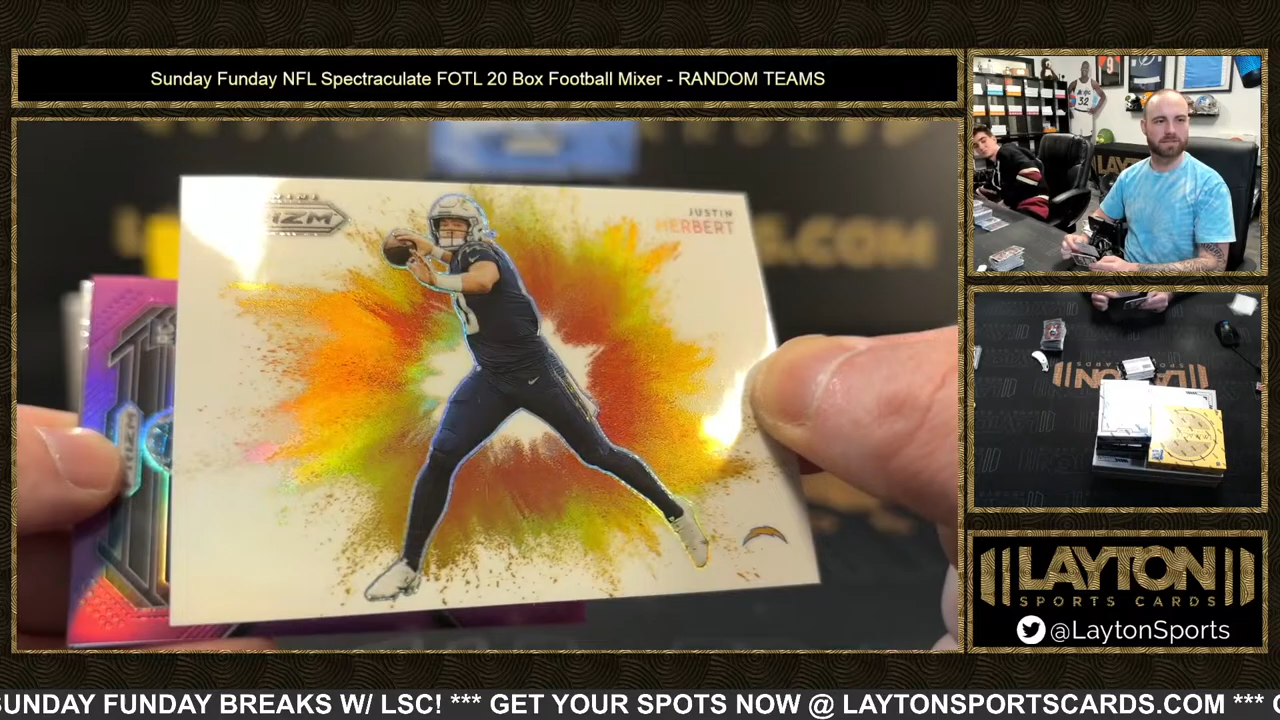 Sunday Funday NFL Spectraculate FOTL 20 Box Football Mixer - RANDOM TEAMS
JUSTIN
HERBERT
.COM
LAYTON
SPORTS CARDS
@LaytonSports
SUNDAY FUNDAY BREAKS W/ LSC! *** GET YOUR SPOTS NOW @ LAYTONSPORTSCARDS.COM ***